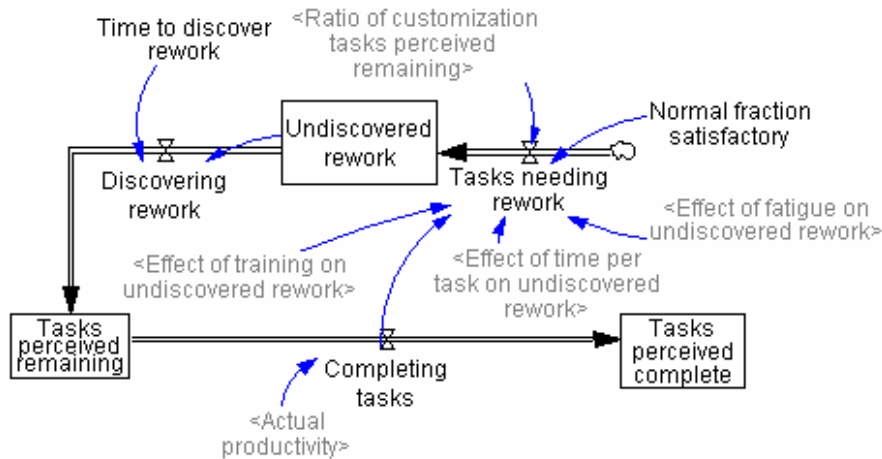 Time to discover
rework
<Ratio of customization
tasks perceived
remaining>
Undiscovered
rework
Normal fraction
satisfactory
Discovering
rework
Tasks needing
rework
<Effect of fatigue on
undiscovered rework>
<Effect of training on
undiscovered rework>
<Effect of time per
task on undiscovered
rework>
Tasks
perceived
remaining
Completing
tasks
Tasks
perceived
complete
<Actual
productivity>